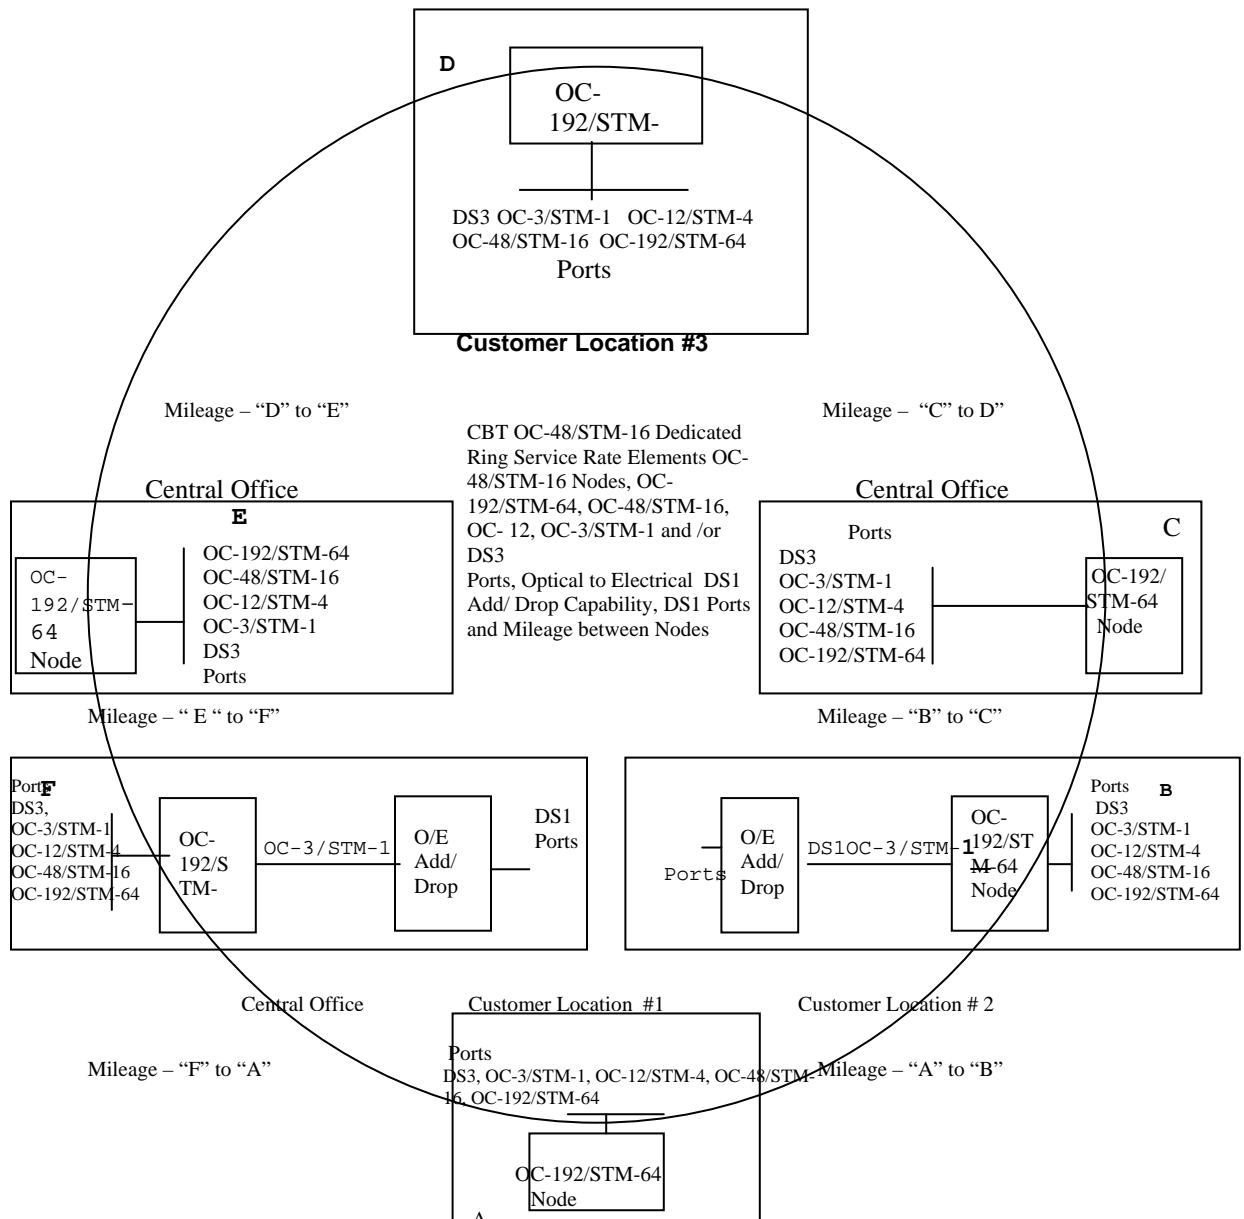 D
OC-
192/STM-
DS3 OC-3/STM-1 OC-12/STM-4
OC-48/STM-16 OC-192/STM-64
Ports
Customer Location #3
Mileage – “D” to “E”
Mileage – “C” to D”
CBT OC-48/STM-16 Dedicated
Ring Service Rate Elements OC-
48/STM-16 Nodes, OC-
192/STM-64, OC-48/STM-16,
OC- 12, OC-3/STM-1 and /or
DS3
Ports, Optical to Electrical DS1
Add/ Drop Capability, DS1 Ports
and Mileage between Nodes
Central Office
E
OC-
192/STM-
64
Node
OC-192/STM-64
OC-48/STM-16
OC-12/STM-4
OC-3/STM-1
DS3
Ports
Central Office
C
Ports
DS3
OC-3/STM-1
OC-12/STM-4
OC-48/STM-16
OC-192/STM-64
OC-192/
STM-64
Node
Mileage – “ E “ to “F”
Mileage – “B” to “C”
Ports
F
DS3,
OC-3/STM-1
OC-12/STM-4
OC-48/STM-16
OC-192/STM-64
OC-
192/S
TM-
OC-3/STM-1
O/E
Add/
Drop
DS1
Ports
Ports
O/E
Add/
Drop
DS1OC-3/STM-1
OC-
192/ST
M-64
Node
Ports
B
DS3
OC-3/STM-1
OC-12/STM-4
OC-48/STM-16
OC-192/STM-64
Central Office
Customer Location #1
Customer Location # 2
Mileage – “F” to “A”
Mileage – “A” to “B”
Ports
DS3, OC-3/STM-1, OC-12/STM-4, OC-48/STM-
16, OC-192/STM-64
OC-192/STM-64
Node
A